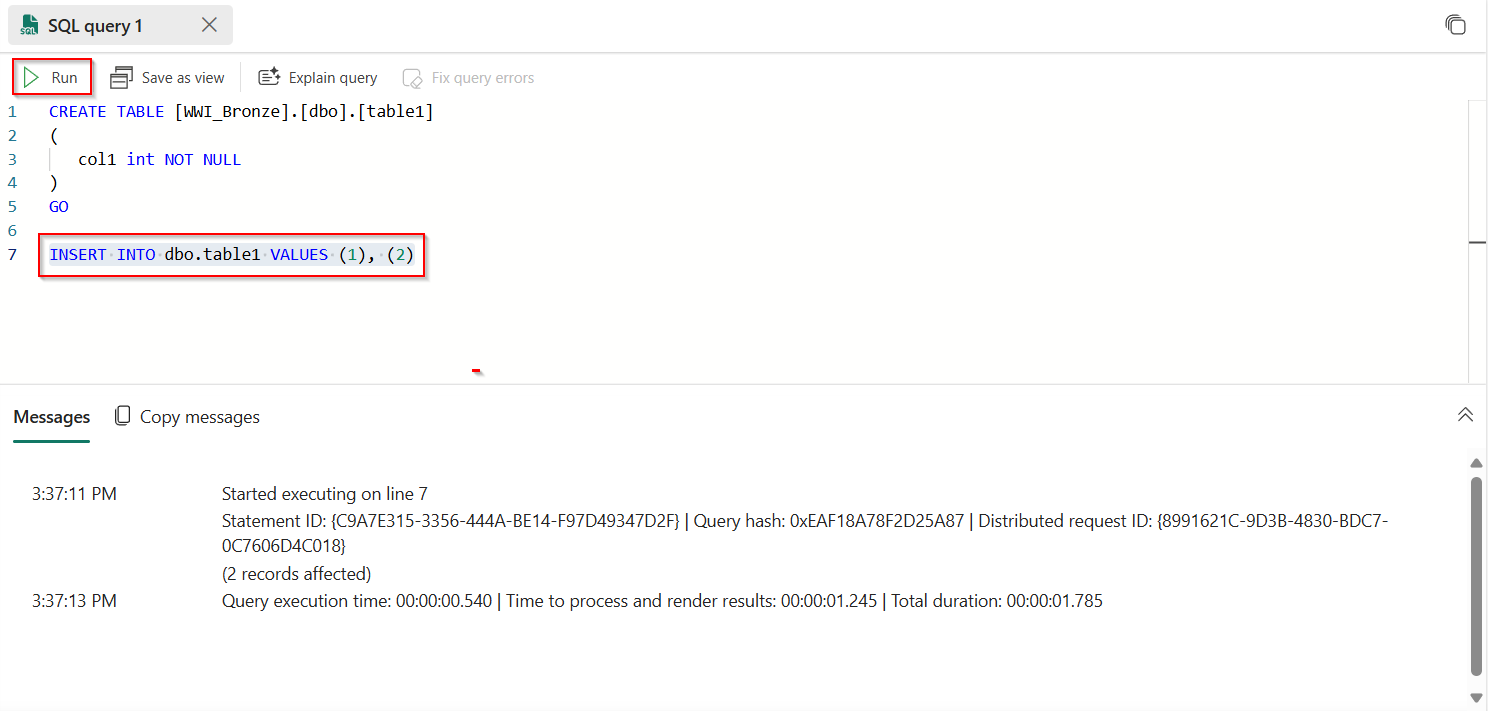 SQL SQL query 1
Run Save as view Explain query Fix query errors
1 CREATE TABLE [WWI_Bronze].[dbo].[table1]
2 (
3 col1 int NOT NULL
4 )
5 GO
6
7 INSERT INTO dbo.table1 VALUES (1), (2)
Messages Copy messages
3:37:11 PM Started executing on line 7
Statement ID: {C9A7E315-3356-444A-BE14-F97D49347D2F} | Query hash: 0xEAF18A78F2D25A87 | Distributed request ID: {8991621C-9D3B-4830-BDC7-
0C7606D4C018}
(2 records affected)
3:37:13 PM Query execution time: 00:00:00.540 | Time to process and render results: 00:00:01.245 | Total duration: 00:00:01.785